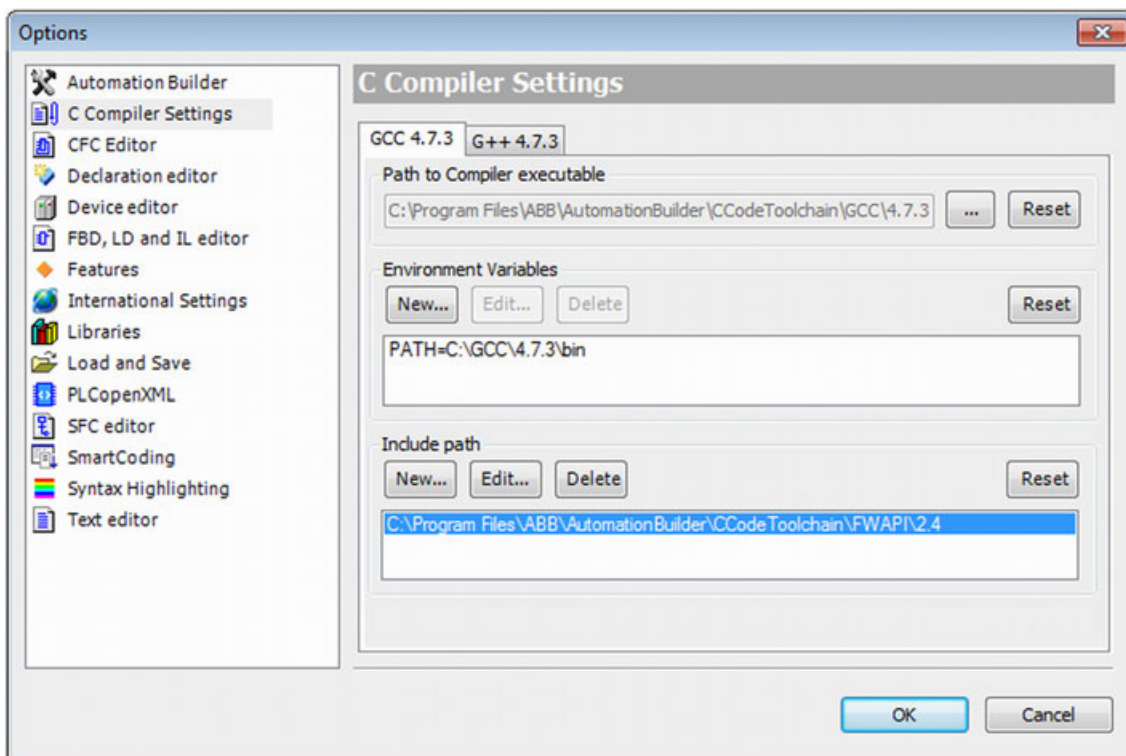 Options
Automation Builder
C Compiler Settings
CFC Editor
Declaration editor
Device editor
FBD, LD and IL editor
Features
International Settings
Libraries
Load and Save
PLCopenXML
SFC editor
SmartCoding
Syntax Highlighting
Text editor
C Compiler Settings
GCC 4.7.3
G++ 4.7.3
Path to Compiler executable
C:\Program Files\ABB\AutomationBuilder\CCodeToolchain\GCC\4.7.3
...
Reset
Environment Variables
New...
Edit...
Delete
Reset
PATH=C:\GCC\4.7.3\bin
Include path
New...
Edit...
Delete
Reset
C:\Program Files\ABB\AutomationBuilder\CCodeToolchain\FWAPI\2.4
OK
Cancel